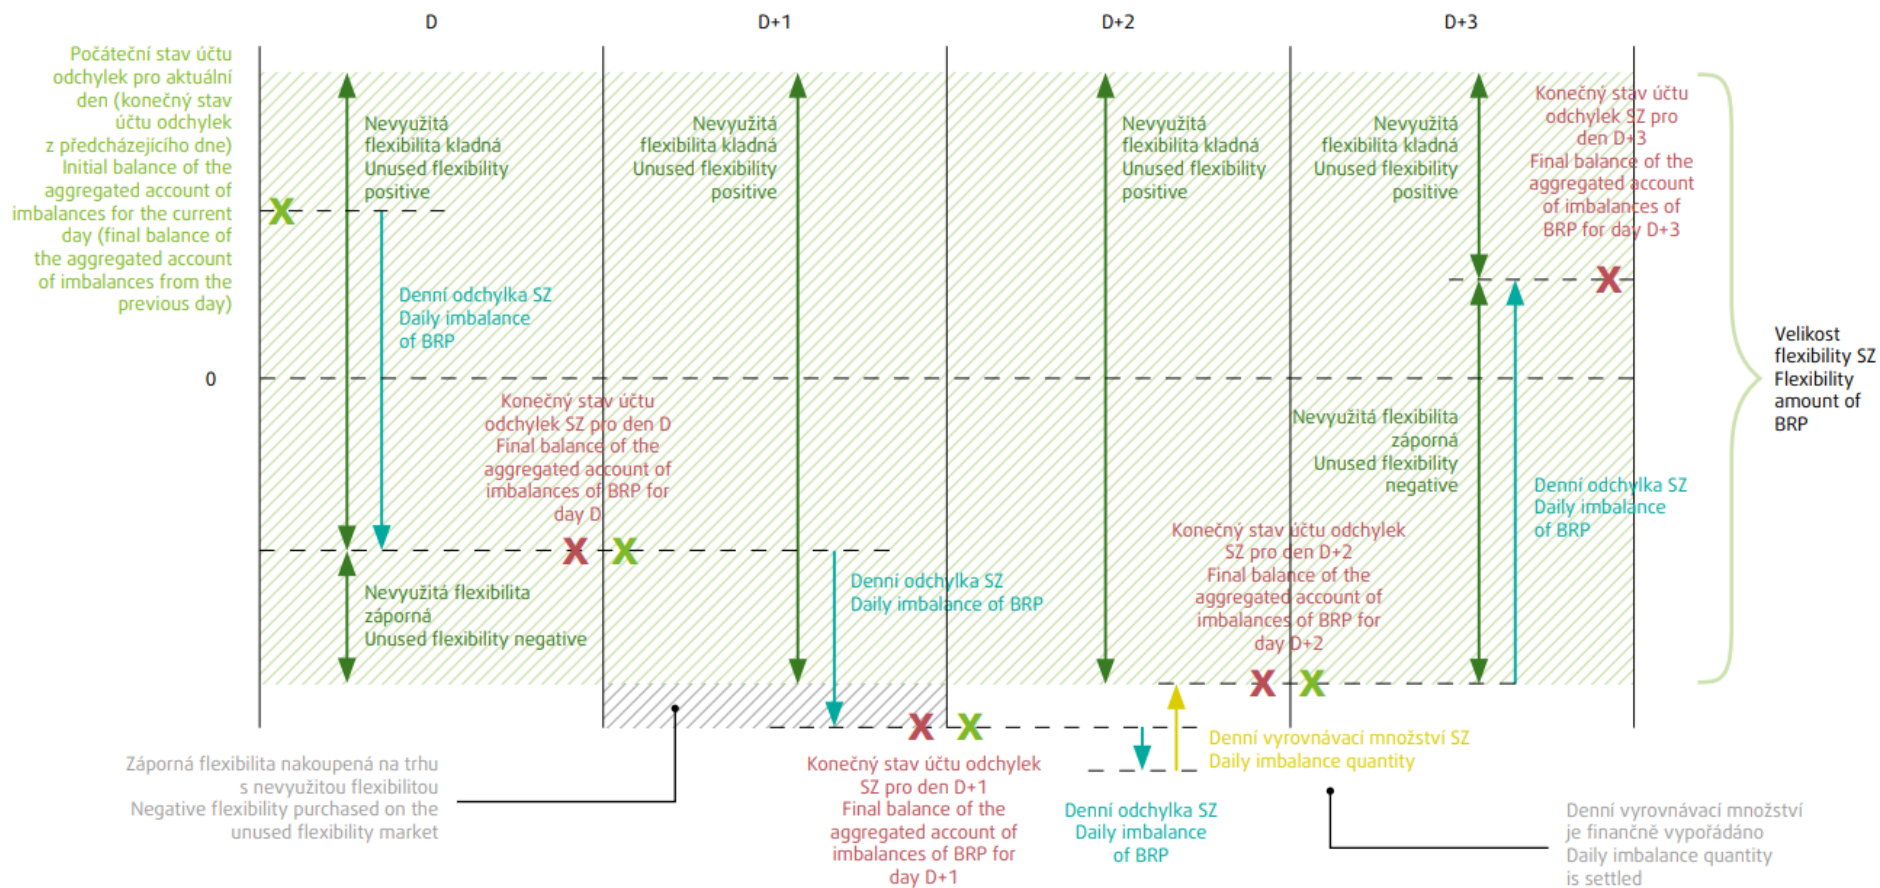 D
D+1
D+2
D+3
Počáteční stav účtu
odchylek pro aktuální
den (konečný stav
účtu odchylek
z předcházejícího dne)
Initial balance of the
aggregated account of
imbalances for the current
day (final balance of
the aggregated account
of imbalances from the
previous day)
0
Nevyužitá
flexibilita kladná
Unused flexibility
positive
X
Denní odchylka SZ
Daily imbalance
of BRP
Konečný stav účtu
odchylek SZ pro den D
Final balance of the
aggregated account of
imbalances of BRP for
day D
X
X
Nevyužitá flexibilita
záporná
Unused flexibility negative
Nevyužitá
flexibilita kladná
Unused flexibility
positive
Denní odchylka SZ
Daily imbalance of BRP
X
X
Záporná flexibilita nakoupená na trhu
s nevyužitou flexibilitou
Negative flexibility purchased on the
unused flexibility market
Konečný stav účtu odchylek
SZ pro den D+1
Final balance of the
aggregated account of
imbalances of BRP for
day D+1
Nevyužitá
flexibilita kladná
Unused flexibility
positive
Konečný stav účtu odchylek
SZ pro den D+2
Final balance of the
aggregated account of
imbalances of BRP for
day D+2
X
X
Denní vyrovnávací množství SZ
Daily imbalance quantity
Denní odchylka SZ
Daily imbalance
of BRP
Nevyužitá
flexibilita kladná
Unused flexibility
positive
Konečný stav účtu
odchylek SZ pro
den D+3
Final balance of the
aggregated account
of imbalances of
BRP for day D+3
X
Nevyužitá flexibilita
záporná
Unused flexibility
negative
Denní odchylka SZ
Daily imbalance
of BRP
Velikost
flexibility SZ
Flexibility
amount of
BRP
Denní vyrovnávací množství
je finančně vypořádáno
Daily imbalance quantity
is settled